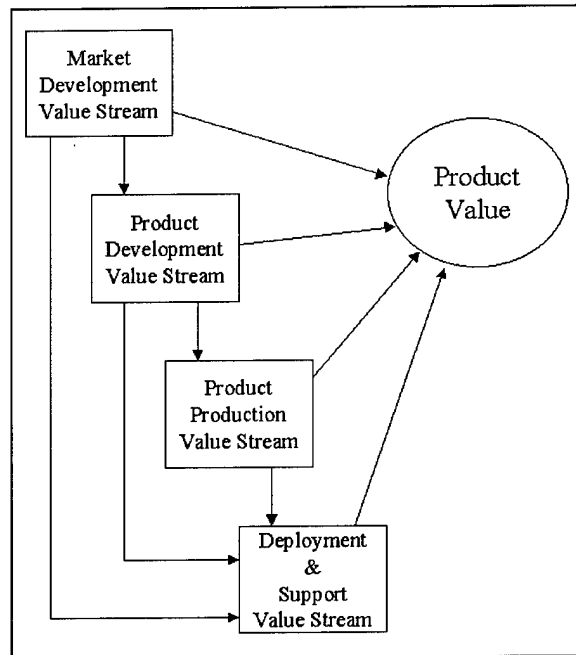 Market
Development
Value Stream
Product
Value
Product
Development
Value Stream
Product
Production
Value Stream
Deployment
&
Support
Value Stream